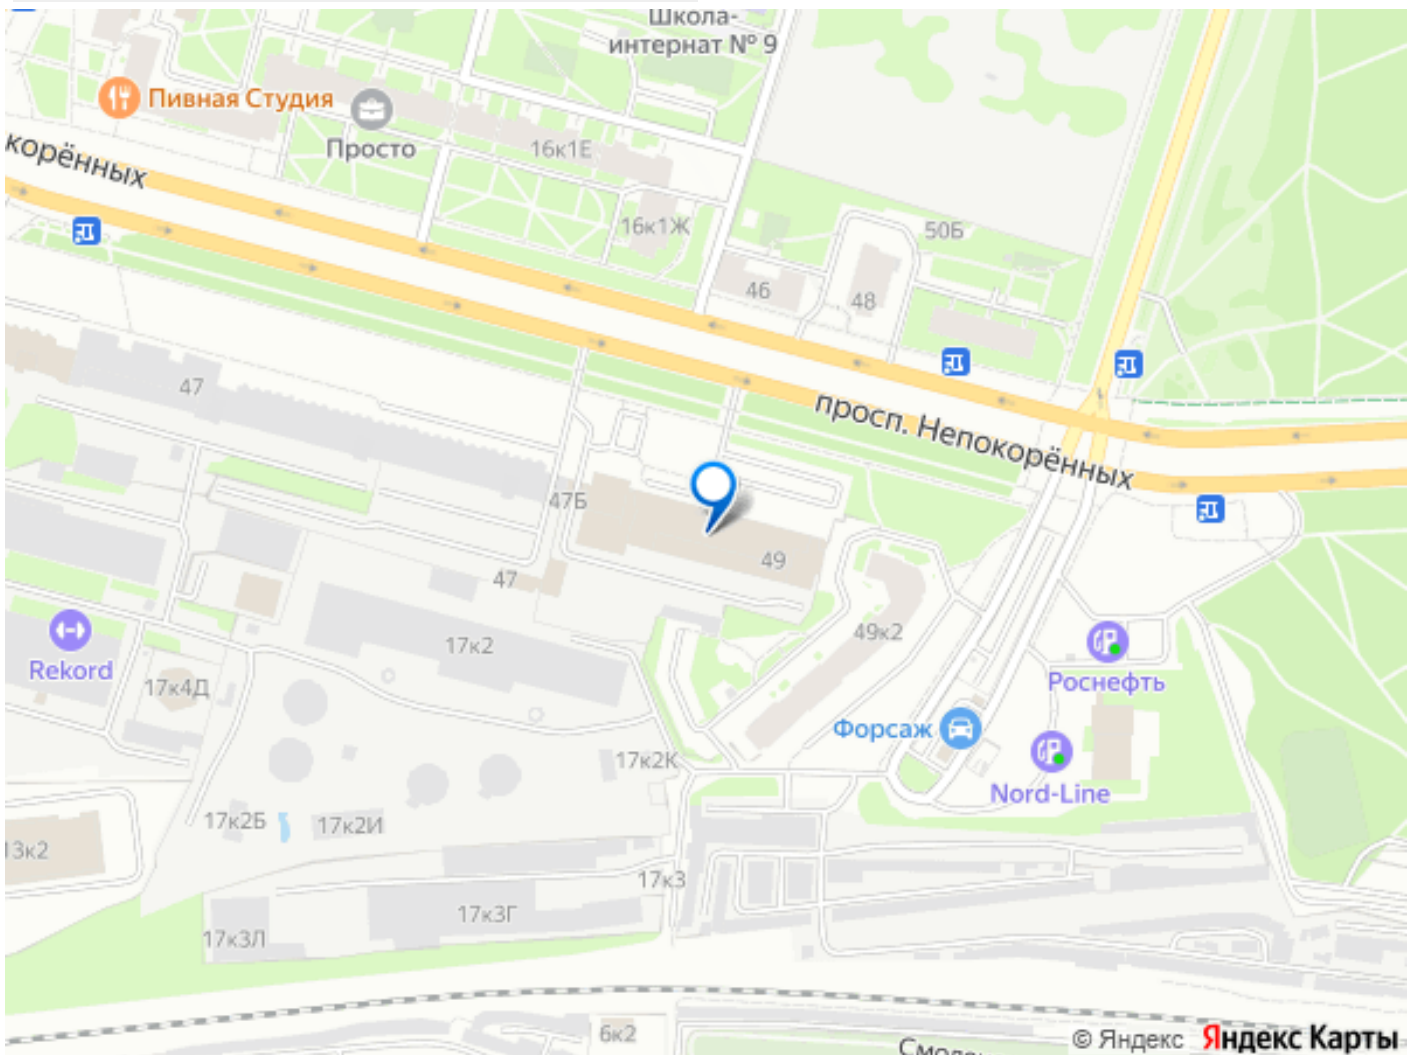 Школа-
интернат № 9
Пивная Студия
Просто
16к1Е
корённых
16к1Ж
50Б
46
48
47
просп. Непокорённых
47Б
49
47
17к2
49к2
Rekord
17к4Д
Роснефть
Форсаж
Nord-Line
17к2К
17к2Б
17к2И
13к2
17к3
17к3Г
17к3Л
6к2
© Яндекс Яндекс Карты